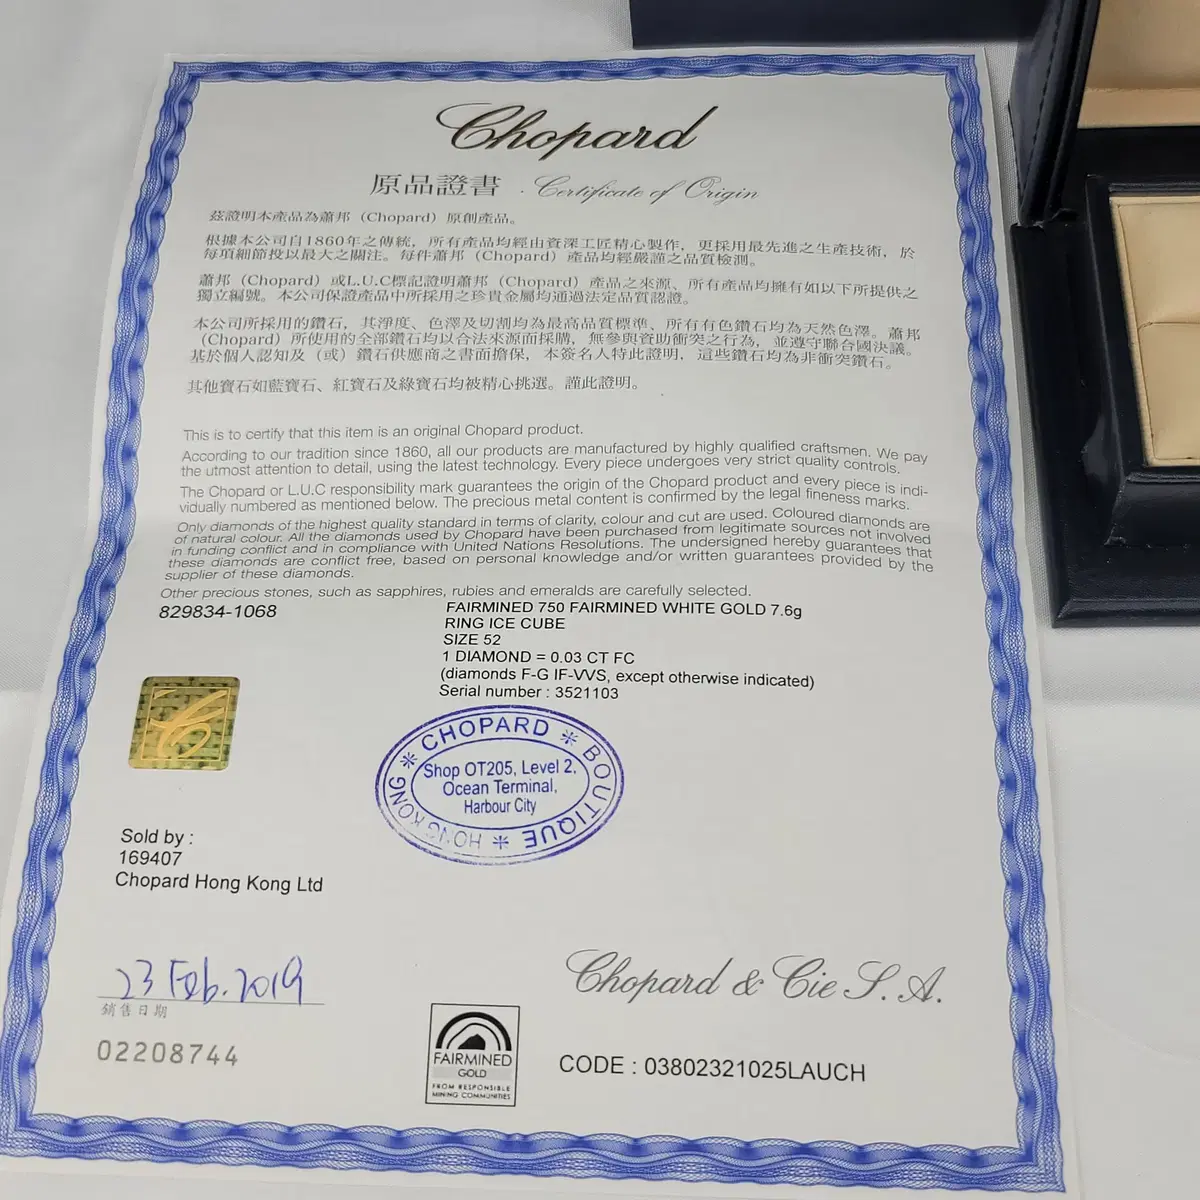 Chopard
原品證書 · Certificate of Origin
茲證明本產品為蕭邦（Chopard）原創產品。
根據本公司自1860年之傳統，所有產品均經由資深工匠精心製作，更採用最先進之生產技術，於
每項細節投以最大之關注。每件蕭邦（Chopard）產品均經嚴謹之品質檢測。
蕭邦（Chopard）或L.U.C標記證明蕭邦（Chopard）產品之來源、所有產品均擁有如以下所提供之
獨立編號。本公司保證產品中所採用之珍貴金屬均通過法定品質認證。
本公司所採用的鑽石，其淨度、色澤及切割均為最高品質標準、所有有色鑽石均為天然色澤。蕭邦
（Chopard）所使用的全部鑽石均以合法來源而採購，無參與資助衝突之行為，並遵守聯合國決議。
基於個人認知及（或）鑽石供應商之書面擔保，本簽名人特此證明，這些鑽石均為非衝突鑽石。
其他寶石如藍寶石、紅寶石及綠寶石均被精心挑選。謹此證明。
This is to certify that this item is an original Chopard product.
According to our tradition since 1860, all our products are manufactured by highly qualified craftsmen. We pay
the utmost attention to detail, using the latest technology. Every piece undergoes very strict quality controls.
The Chopard or L.U.C responsibility mark guarantees the origin of the Chopard product and every piece is indi-
vidually numbered as mentioned below. The precious metal content is confirmed by the legal fineness marks.
Only diamonds of the highest quality standard in terms of clarity, colour and cut are used. Coloured diamonds are
of natural colour. All the diamonds used by Chopard have been purchased from legitimate sources not involved
in funding conflict and in compliance with United Nations Resolutions. The undersigned hereby guarantees that
these diamonds are conflict free, based on personal knowledge and/or written guarantees provided by the
supplier of these diamonds.
Other precious stones, such as sapphires, rubies and emeralds are carefully selected.
829834-1068
FAIRMINED 750 FAIRMINED WHITE GOLD 7.6g
RING ICE CUBE
SIZE 52
1 DIAMOND = 0.03 CT FC
(diamonds F-G IF-VVS, except otherwise indicated)
Serial number : 3521103
CHOPARD * BOUTIQUE * HONG KONG *
Shop OT205, Level 2,
Ocean Terminal,
Harbour City
Sold by :
169407
Chopard Hong Kong Ltd
23 Feb. 2019
銷售日期
02208744
Chopard & Cie S.A.
FAIRMINED
GOLD
FROM RESPONSIBLE
MINING COMMUNITIES
CODE : 03802321025LAUCH